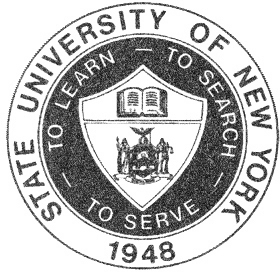 STATE UNIVERSITY OF NEW YORK
TO LEARN — TO SEARCH — TO SERVE —
1948